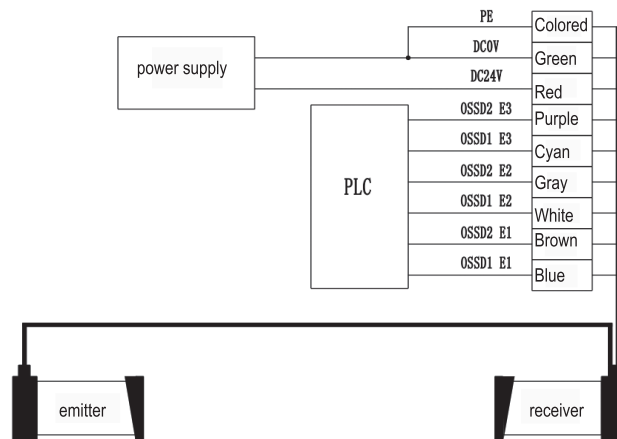 PE Colored
DC0V Green
power supply
DC24V Red
OSSD2 E3 Purple
OSSD1 E3 Cyan
PLC
OSSD2 E2 Gray
OSSD1 E2 White
OSSD2 E1 Brown
OSSD1 E1 Blue
emitter
receiver